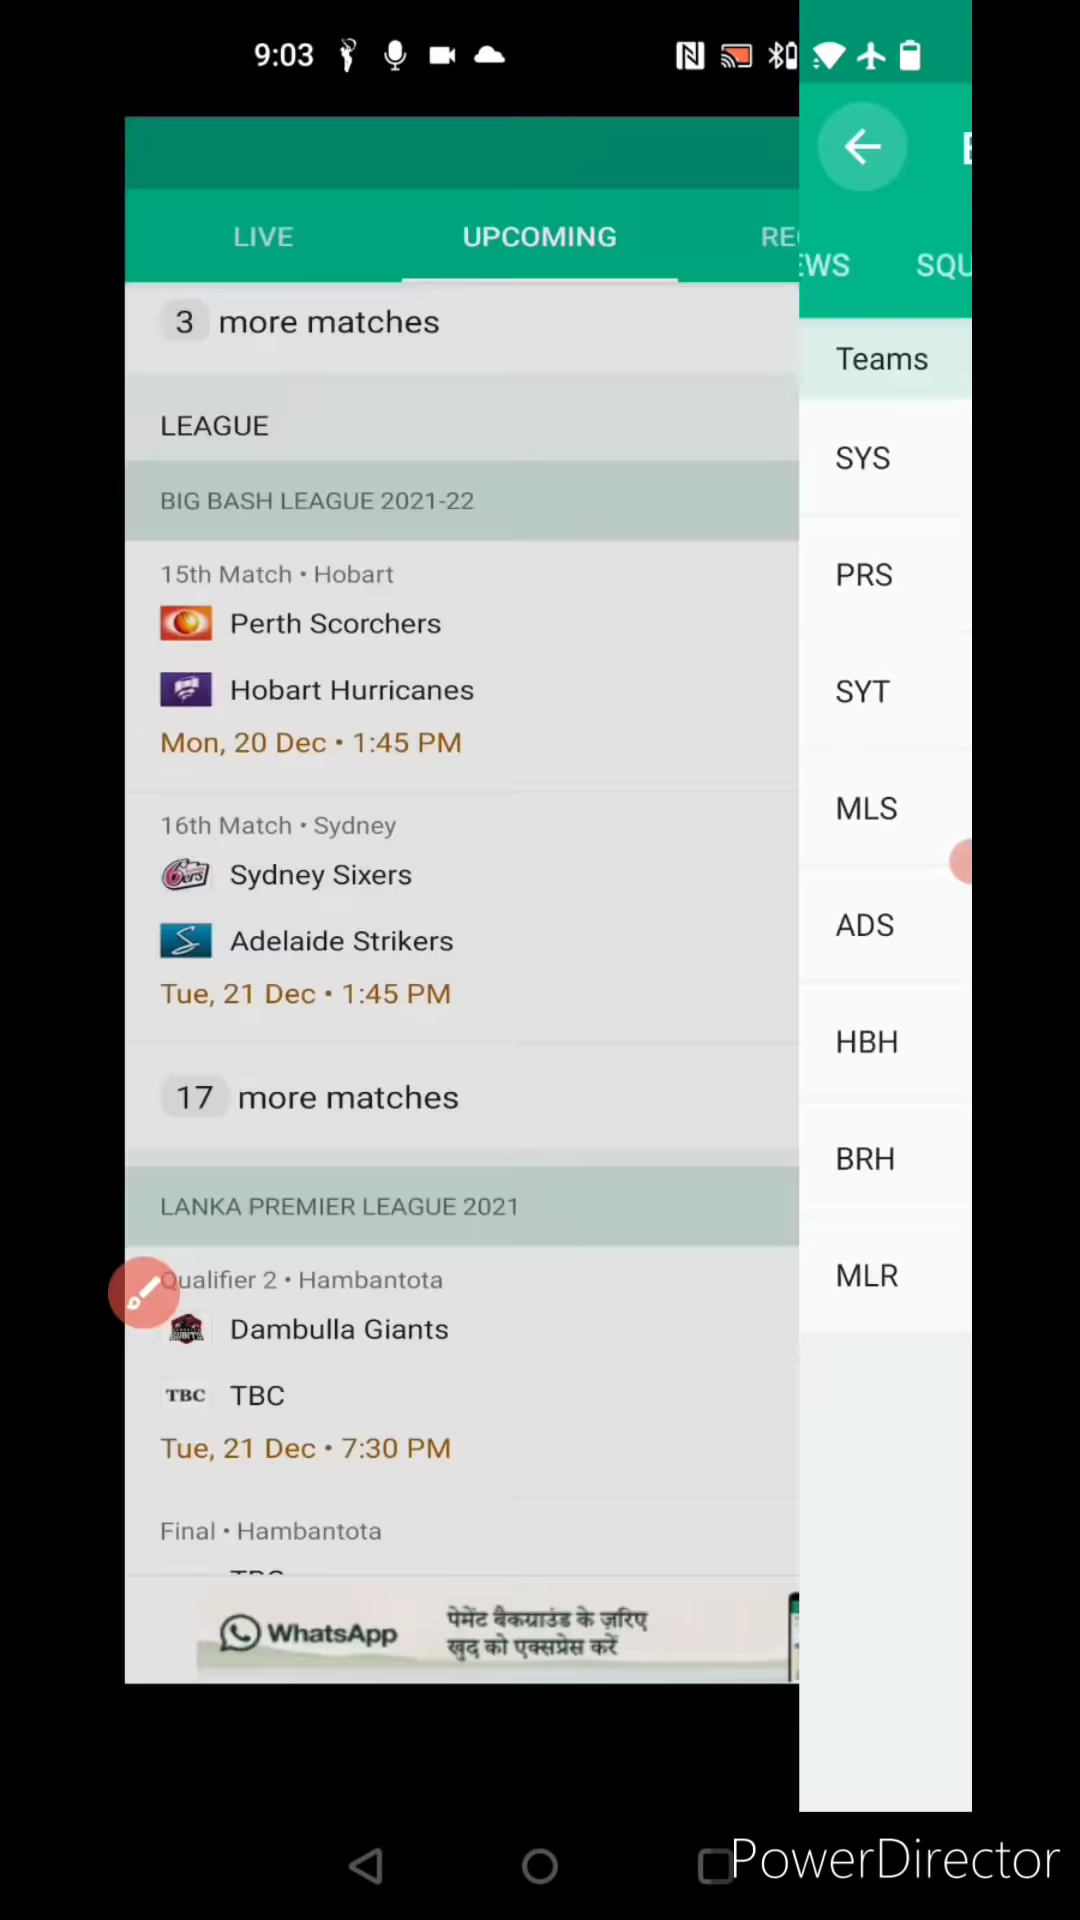 9:03
LIVE
UPCOMING
3 more matches
LEAGUE
BIG BASH LEAGUE 2021-22
15th Match • Hobart
Perth Scorchers
Hobart Hurricanes
Mon, 20 Dec • 1:45 PM
16th Match • Sydney
6ers Sydney Sixers
Adelaide Strikers
Tue, 21 Dec • 1:45 PM
17 more matches
LANKA PREMIER LEAGUE 2021
Qualifier 2 • Hambantota
Dambulla Giants
TBC TBC
Tue, 21 Dec • 7:30 PM
Final • Hambantota
WhatsApp
पेमेंट बैकग्राउंड के ज़रिए
खुद को एक्सप्रेस करें
Teams
SYS
PRS
SYT
MLS
ADS
HBH
BRH
MLR
PowerDirector